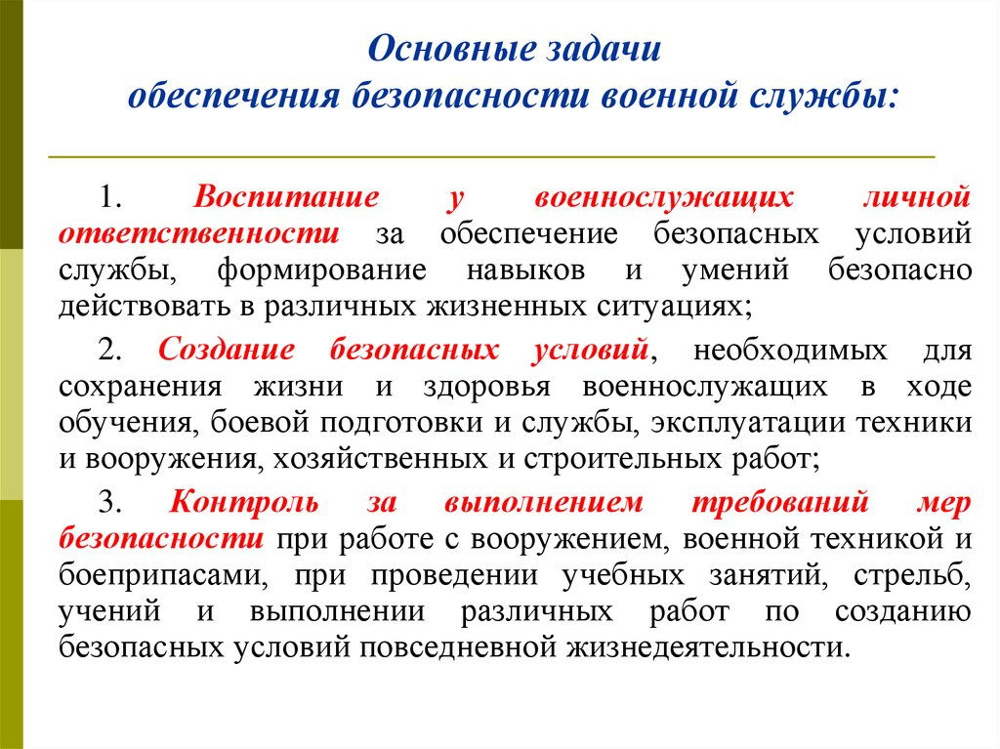 Основные задачи
обеспечения безопасности военной службы:
1. Воспитание у военнослужащих личной
ответственности за обеспечение безопасных условий
службы, формирование навыков и умений безопасно
действовать в различных жизненных ситуациях;
2. Создание безопасных условий, необходимых для
сохранения жизни и здоровья военнослужащих в ходе
обучения, боевой подготовки и службы, эксплуатации техники
и вооружения, хозяйственных и строительных работ;
3. Контроль за выполнением требований мер
безопасности при работе с вооружением, военной техникой и
боеприпасами, при проведении учебных занятий, стрельб,
учений и выполнении различных работ по созданию
безопасных условий повседневной жизнедеятельности.